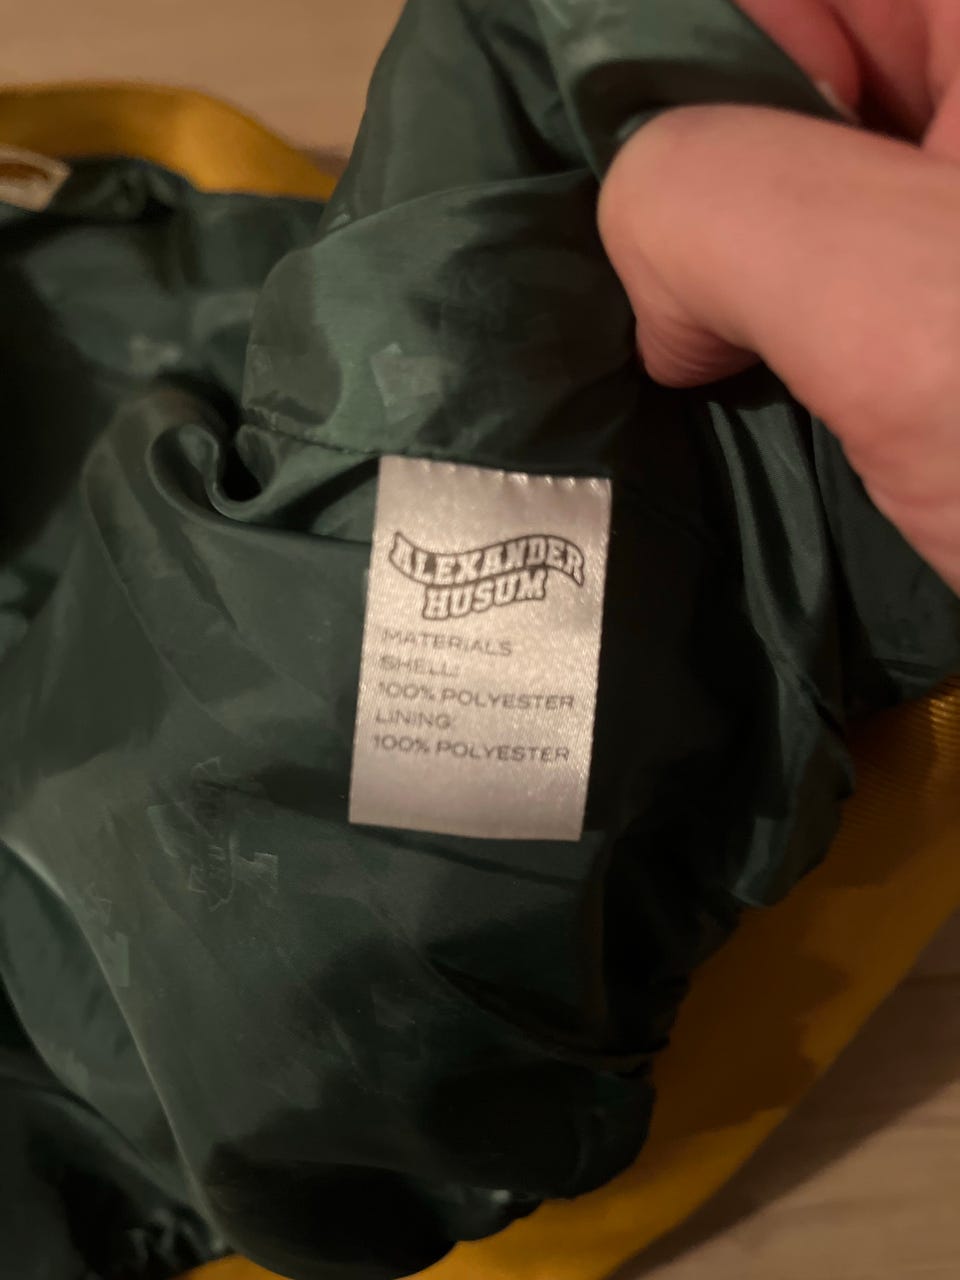 ALEXANDER
HUSUM
MATERIALS
SHELL:
100% POLYESTER
LINING:
100% POLYESTER